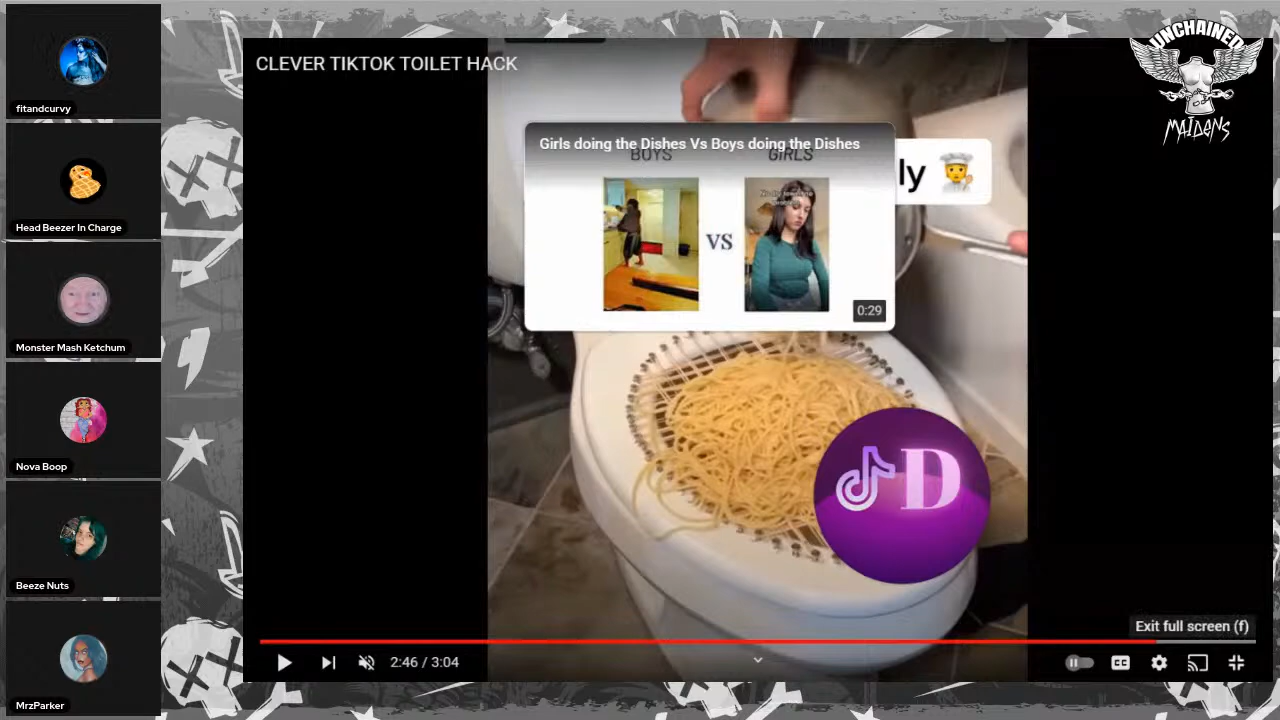 fitandcurvy
Head Beezer In Charge
Monster Mash Ketchum
Nova Boop
Beeze Nuts
MrzParker
CLEVER TIKTOK TOILET HACK
Girls doing the Dishes Vs Boys doing the Dishes
BOYS
GIRLS
VS
0:29
ly
D
Exit full screen (f)
2:46 / 3:04
CC
UNCHAINED
MAIDENS